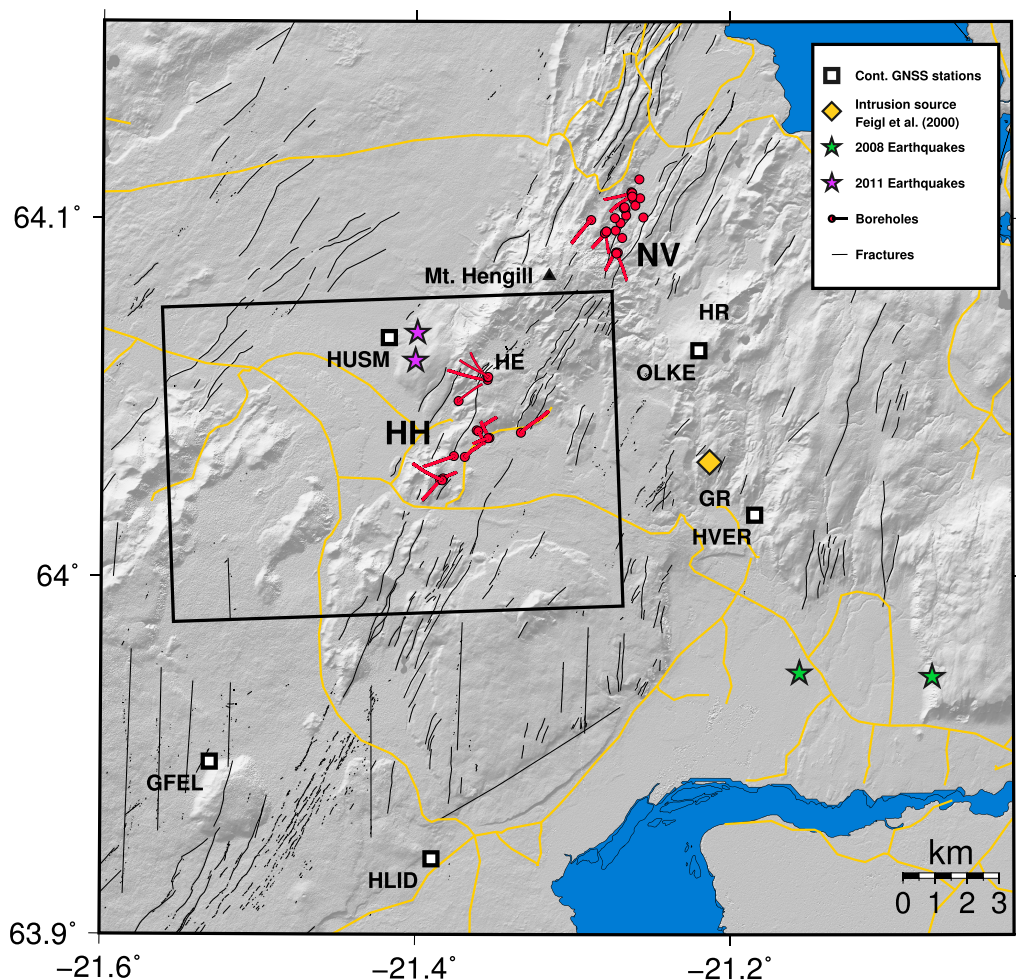 Cont. GNSS stations
Intrusion source
Feigl et al. (2000)
2008 Earthquakes
2011 Earthquakes
Boreholes
Fractures
64.1˚
NV
Mt. Hengill
HR
HUSM
HE
OLKE
HH
GR
HVER
64˚
GFEL
HLID
km
0 1 2 3
63.9˚
−21.6˚
−21.4˚
−21.2˚